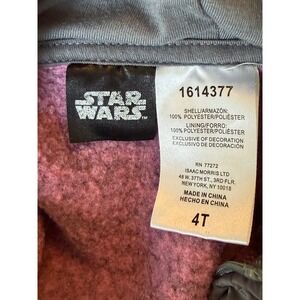 STAR
WARS
1614377
SHELL/ARMAZÓN:
100% POLYESTER/POLIÉSTER
LINING/FORRO:
100% POLYESTER/POLIÉSTER
EXCLUSIVE OF DECORATION
EXCLUSIVO DE DECORACIÓN
RN 77272
ISAAC MORRIS LTD
48 W. 37TH ST., 3RD FLR.
NEW YORK, NY 10018
MADE IN CHINA
HECHO EN CHINA
4T